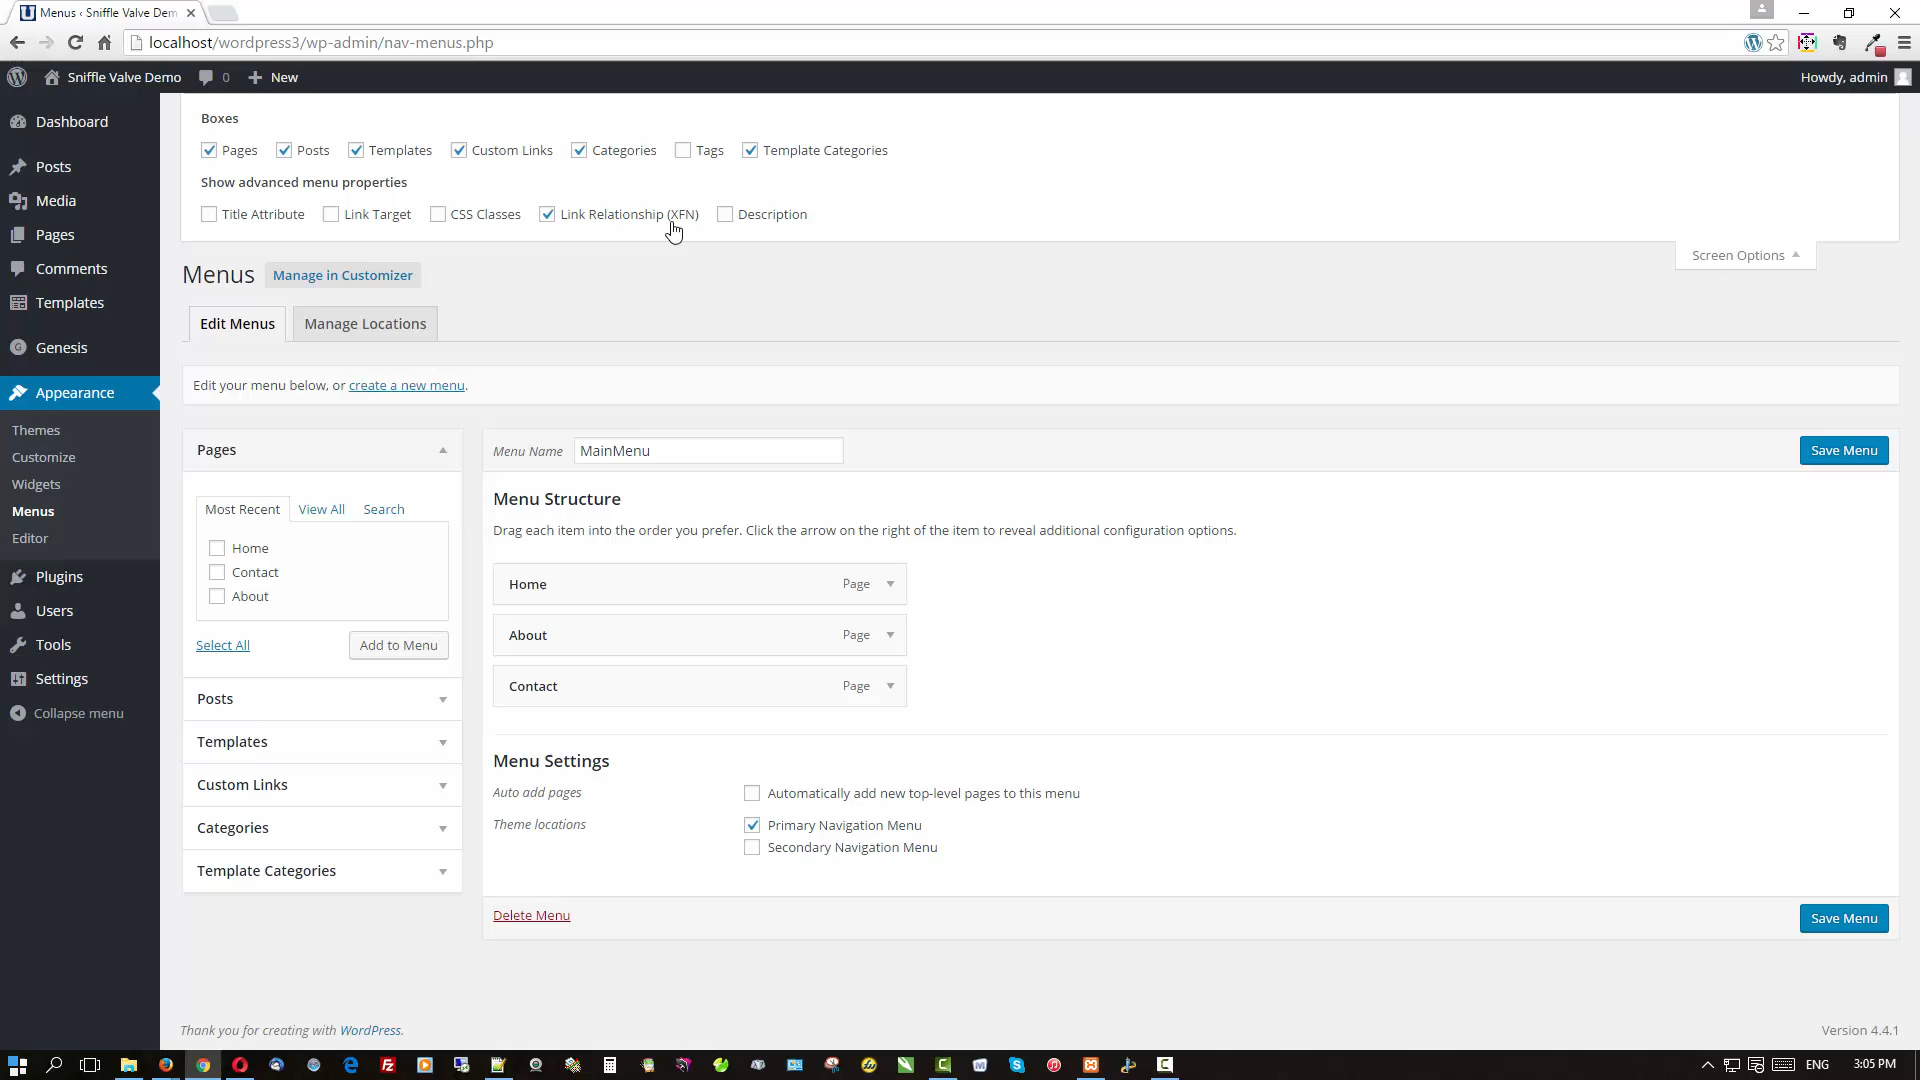 Menus ‹ Sniffle Valve Dem
localhost/wordpress3/wp-admin/nav-menus.php
Sniffle Valve Demo 0 New Howdy, admin
Dashboard
Posts
Media
Pages
Comments
Templates
Genesis
Appearance
Themes
Customize
Widgets
Menus
Editor
Plugins
Users
Tools
Settings
Collapse menu
Boxes
Pages Posts Templates Custom Links Categories Tags Template Categories
Show advanced menu properties
Title Attribute Link Target CSS Classes Link Relationship (XFN) Description
Screen Options
Menus Manage in Customizer
Edit Menus Manage Locations
Edit your menu below, or create a new menu.
Pages
Most Recent View All Search
Home
Contact
About
Select All Add to Menu
Posts
Templates
Custom Links
Categories
Template Categories
Menu Name MainMenu Save Menu
Menu Structure
Drag each item into the order you prefer. Click the arrow on the right of the item to reveal additional configuration options.
Home Page
About Page
Contact Page
Menu Settings
Auto add pages Automatically add new top-level pages to this menu
Theme locations Primary Navigation Menu
Secondary Navigation Menu
Delete Menu Save Menu
Thank you for creating with WordPress. Version 4.4.1
ENG 3:05 PM